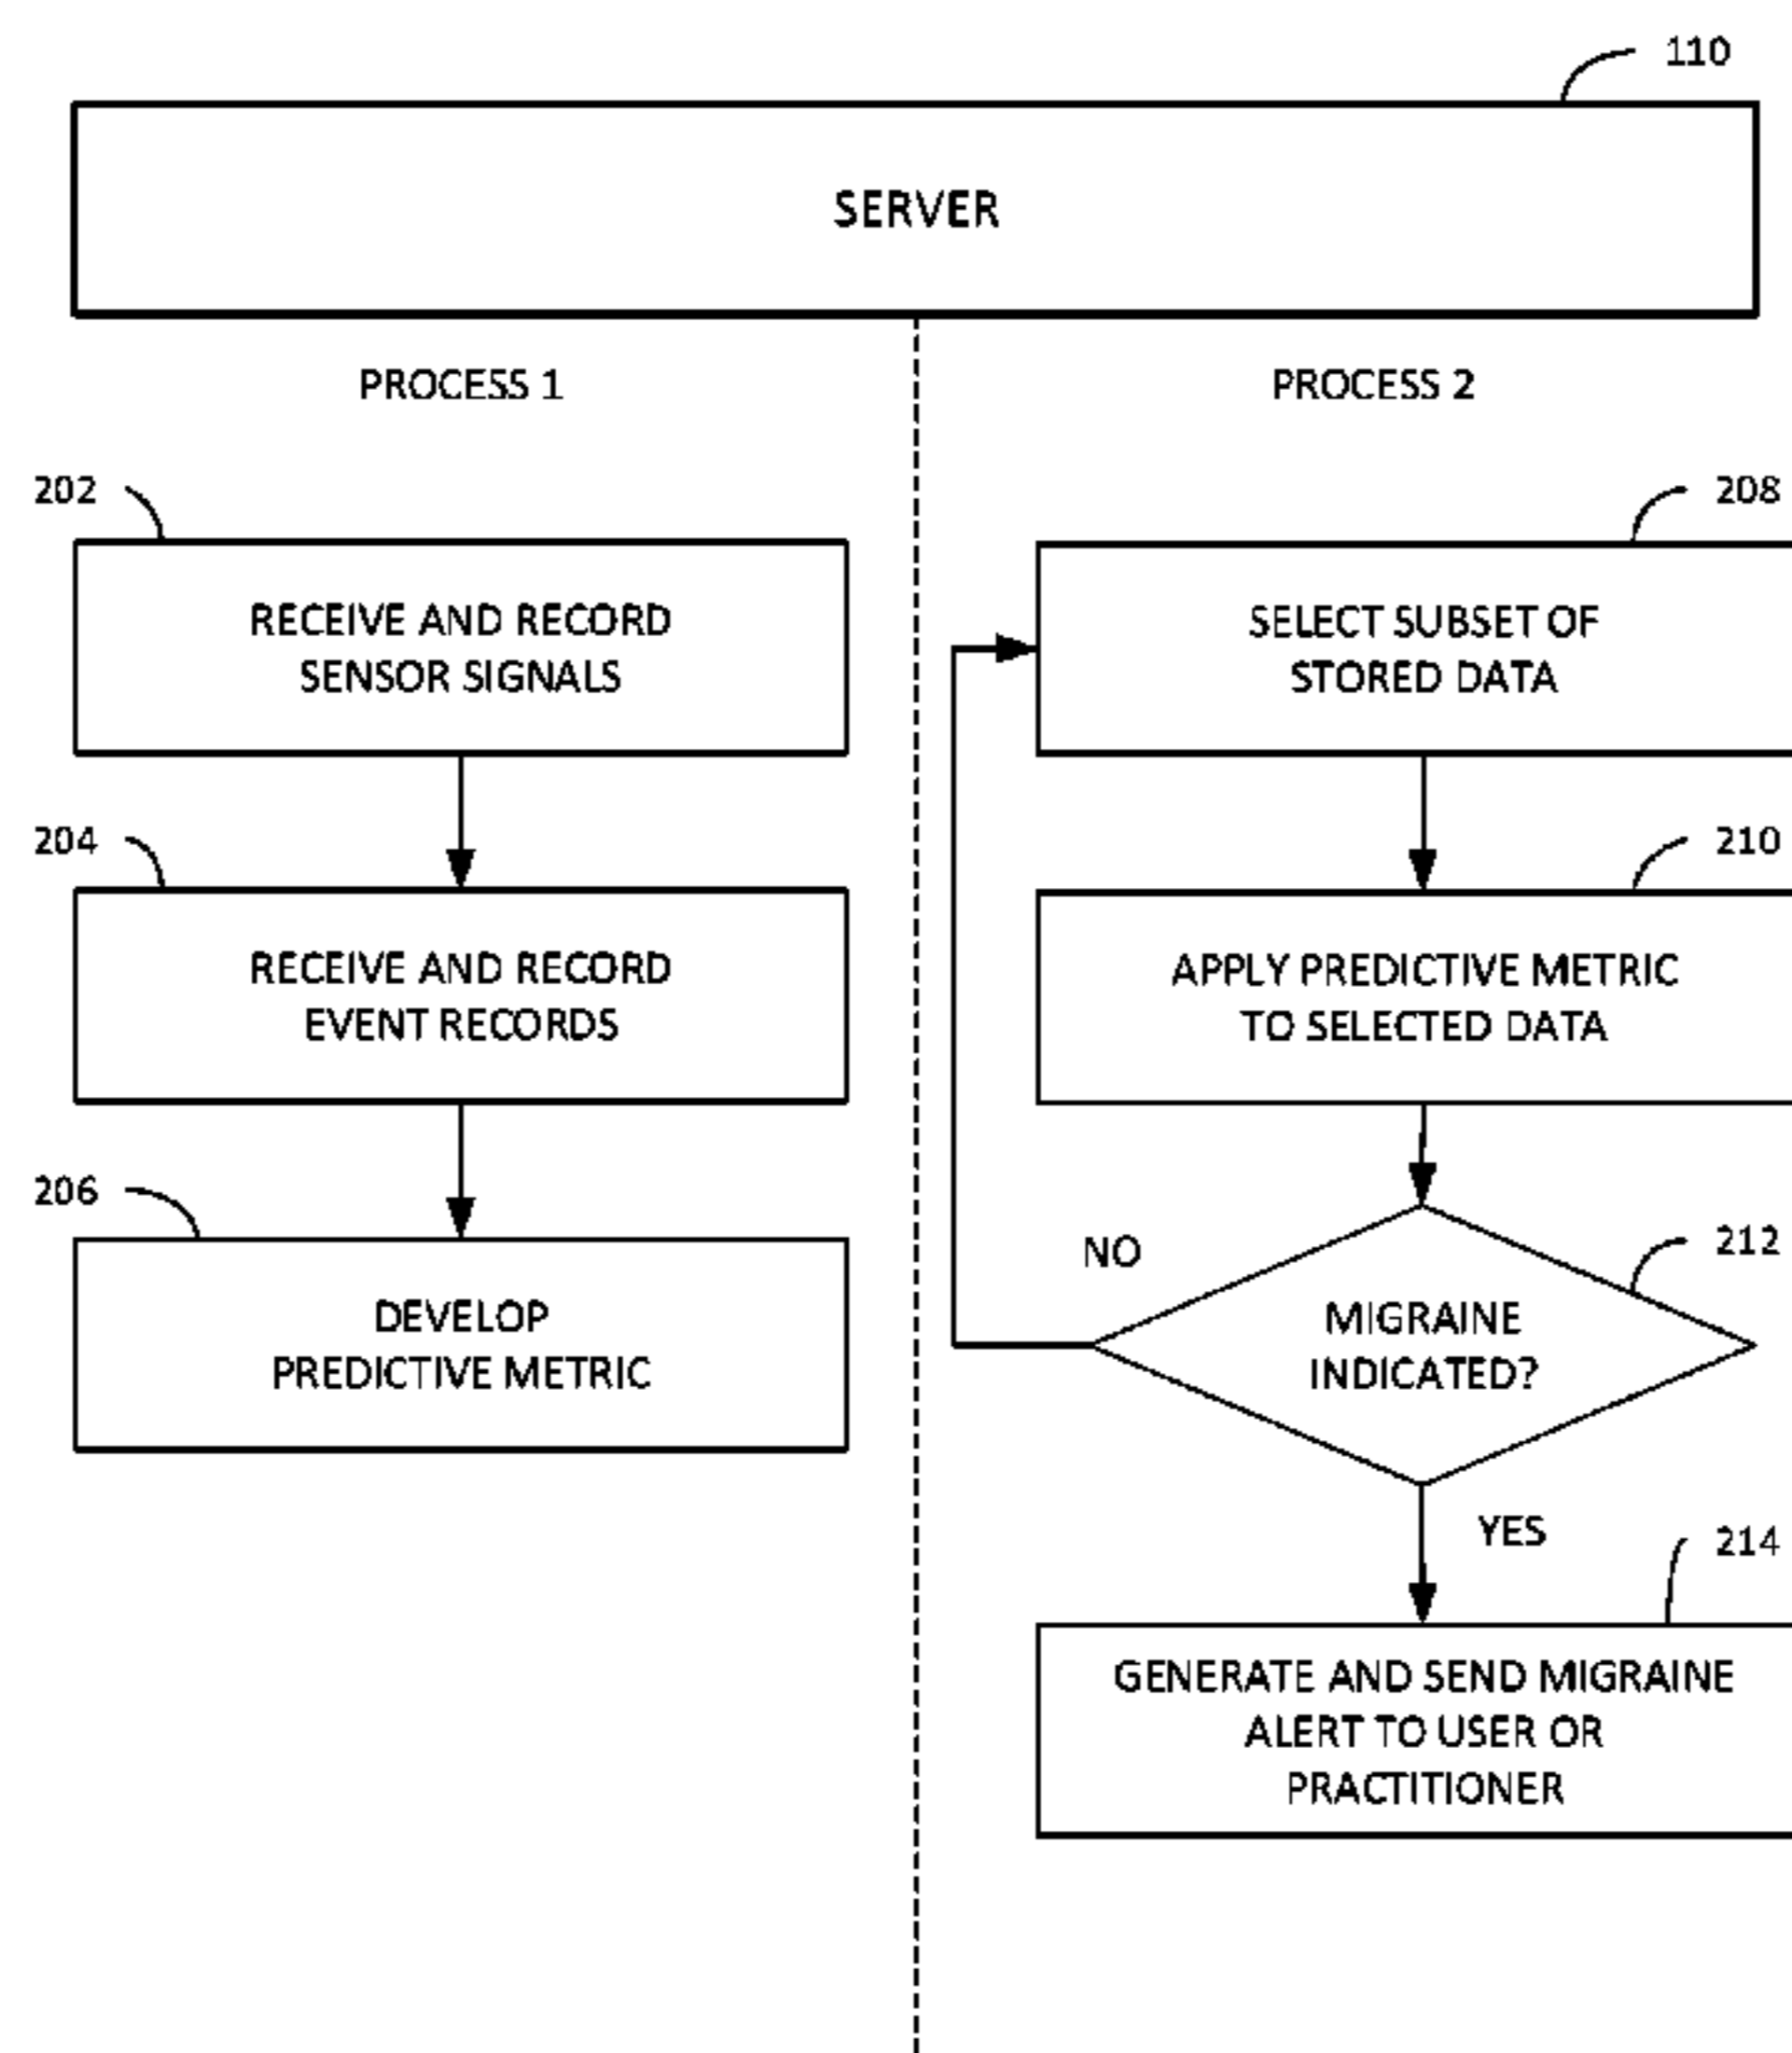 110
SERVER
PROCESS 1
PROCESS 2
202
RECEIVE AND RECORD
SENSOR SIGNALS
204
RECEIVE AND RECORD
EVENT RECORDS
206
DEVELOP
PREDICTIVE METRIC
208
SELECT SUBSET OF
STORED DATA
210
APPLY PREDICTIVE METRIC
TO SELECTED DATA
NO
212
MIGRAINE
INDICATED?
YES
214
GENERATE AND SEND MIGRAINE
ALERT TO USER OR
PRACTITIONER